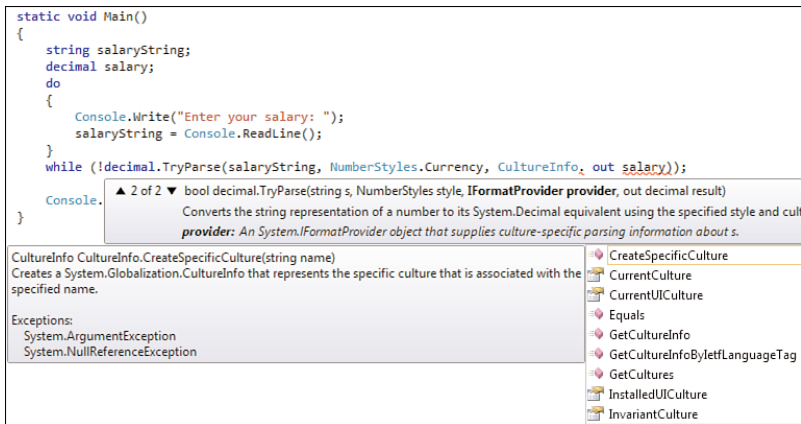 static void Main()
{
string salaryString;
decimal salary;
do
{
Console.Write("Enter your salary: ");
salaryString = Console.ReadLine();
}
while (!decimal.TryParse(salaryString, NumberStyles.Currency, CultureInfo. out salary));
▲ 2 of 2 ▼ bool decimal.TryParse(string s, NumberStyles style, IFormatProvider provider, out decimal result)
Console.
Converts the string representation of a number to its System.Decimal equivalent using the specified style and cult
}
provider: An System.IFormatProvider object that supplies culture-specific parsing information about s.
CultureInfo CultureInfo.CreateSpecificCulture(string name)
Creates a System.Globalization.CultureInfo that represents the specific culture that is associated with the
specified name.
Exceptions:
System.ArgumentException
System.NullReferenceException
CreateSpecificCulture
CurrentCulture
CurrentUICulture
Equals
GetCultureInfo
GetCultureInfoByIetfLanguageTag
GetCultures
InstalledUICulture
InvariantCulture